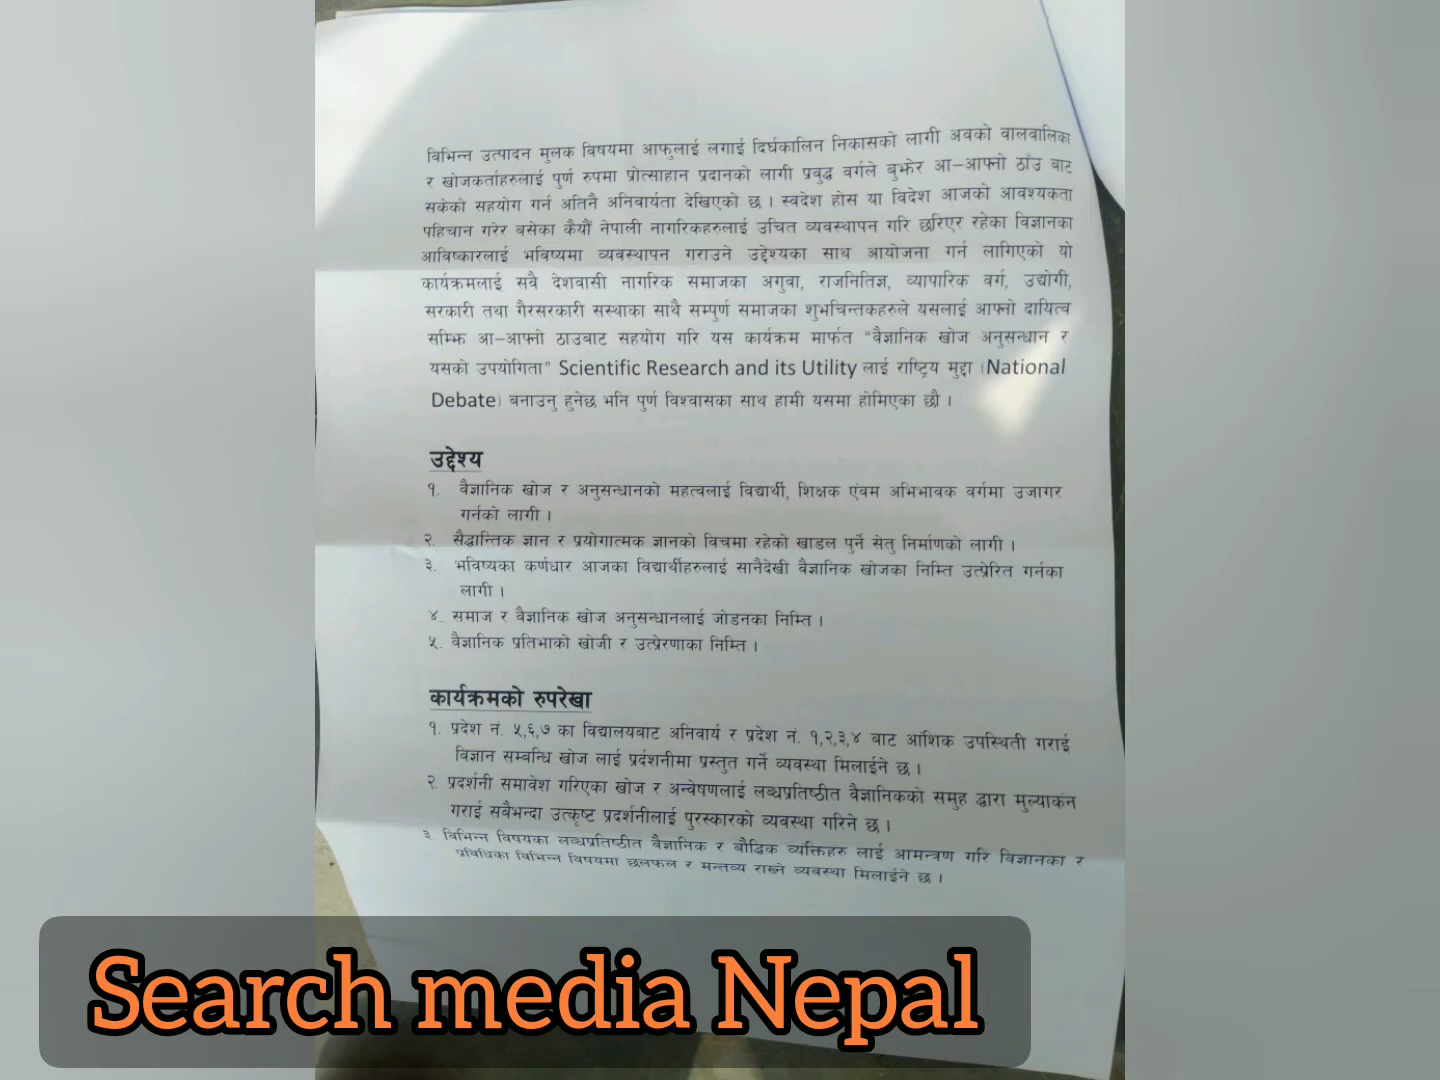 विभिन्न उत्पादन मुलक विषयमा आफुलाई लगाई दिर्घकालिन निकासको लागी अवको वालवालिका
र खोजकर्ताहरुलाई पुर्ण रुपमा प्रोत्साहान प्रदानको लागी प्रवुद्ध वर्गले बुझेर आ-आफ्नो ठाँउ बाट
सकेको सहयोग गर्न अतिनै अनिवार्यता देखिएको छ । स्वदेश होस या विदेश आजको आवश्यकता
पहिचान गरेर बसेका कैयौं नेपाली नागरिकहरुलाई उचित व्यवस्थापन गरि छरिएर रहेका विज्ञानका
आविष्कारलाई भविष्यमा व्यवस्थापन गराउने उद्देश्यका साथ आयोजना गर्न लागिएको यो
कार्यक्रमलाई सवै देशवासी नागरिक समाजका अगुवा, राजनितिज्ञ, व्यापारिक वर्ग, उद्योगी,
सरकारी तथा गैरसरकारी सस्थाका साथै सम्पुर्ण समाजका शुभचिन्तकहरुले यसलाई आफ्नो दायित्व
सम्झि आ-आफ्नो ठाउबाट सहयोग गरि यस कार्यक्रम मार्फत "वैज्ञानिक खोज अनुसन्धान र
यसको उपयोगिता" Scientific Research and its Utility लाई राष्ट्रिय मुद्दा (National
Debate) बनाउनु हुनेछ भनि पुर्ण विश्वासका साथ हामी यसमा होमिएका छौ ।
उद्देश्य
१. वैज्ञानिक खोज र अनुसन्धानको महत्वलाई विद्यार्थी, शिक्षक एंवम अभिभावक वर्गमा उजागर
गर्नको लागी ।
२. सैद्धान्तिक ज्ञान र प्रयोगात्मक ज्ञानको विचमा रहेको खाडल पुर्ने सेतु निर्माणको लागी ।
३. भविष्यका कर्णधार आजका विद्यार्थीहरुलाई सानैदेखी वैज्ञानिक खोजका निम्ति उत्प्रेरित गर्नका
लागी ।
४. समाज र वैज्ञानिक खोज अनुसन्धानलाई जोडनका निम्ति ।
५. वैज्ञानिक प्रतिभाको खोजी र उत्प्रेरणाका निम्ति ।
कार्यक्रमको रुपरेखा
१. प्रदेश नं. ५,६,७ का विद्यालयबाट अनिवार्य र प्रदेश नं. १,२,३,४ बाट आंशिक उपस्थिती गराई
विज्ञान सम्बन्धि खोज लाई प्रर्दशनीमा प्रस्तुत गर्ने व्यवस्था मिलाईने छ ।
२. प्रदर्शनी समावेश गरिएका खोज र अन्वेषणलाई लब्धप्रतिष्ठीत वैज्ञानिकको समुह द्धारा मुल्याकंन
गराई सबैभन्दा उत्कृष्ट प्रदर्शनीलाई पुरस्कारको व्यवस्था गरिने छ ।
३. विभिन्न विषयका लब्धप्रतिष्ठीत वैज्ञानिक र बौद्धिक व्यक्तिहरु लाई आमन्त्रण गरि विज्ञानका र
प्रविधिका विभिन्न विषयमा छलफल र मन्तव्य राख्ने व्यवस्था मिलाईने छ ।
Search media Nepal